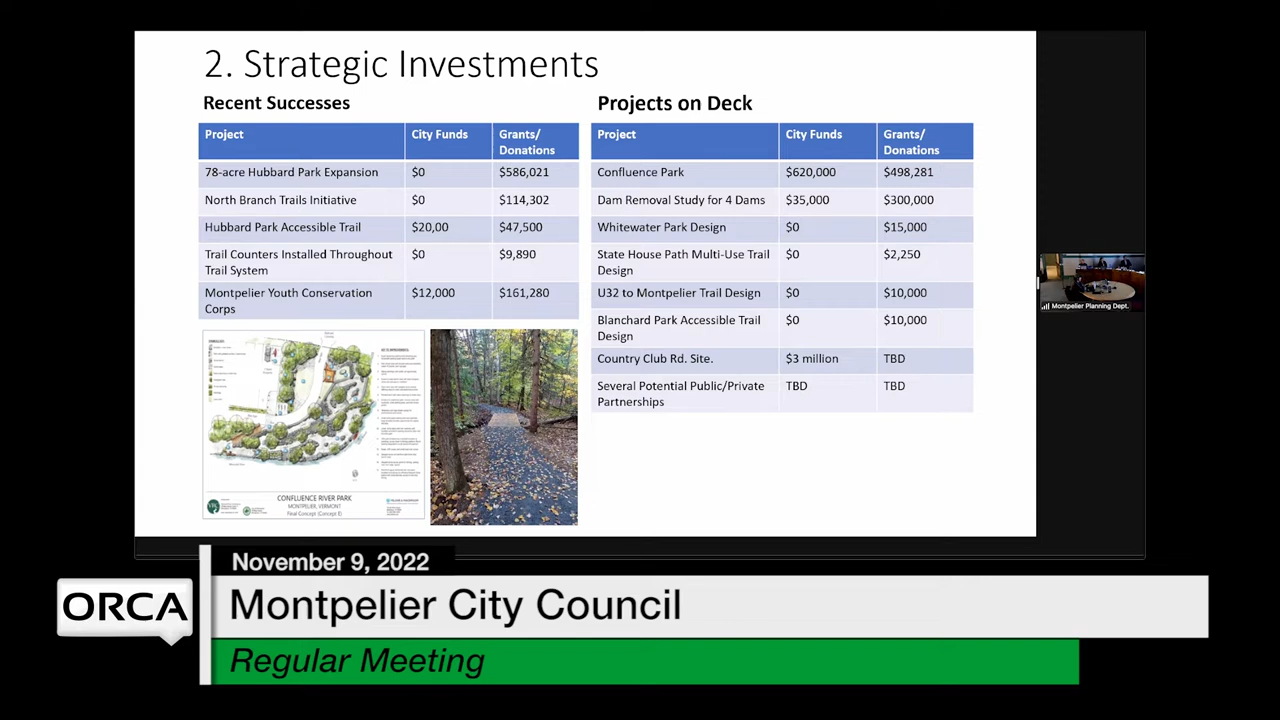 2. Strategic Investments
Recent Successes
Project City Funds Grants/
Donations
78-acre Hubbard Park Expansion $0 $586,021
North Branch Trails Initiative $0 $114,302
Hubbard Park Accessible Trail $20,00 $47,500
Trail Counters Installed Throughout $0 $9,890
Trail System
Montpelier Youth Conservation $12,000 $161,280
Corps
CONFLUENCE RIVER PARK
MONTPELIER, VERMONT
Final Concept (Concept E)
Projects on Deck
Project City Funds Grants/
Donations
Confluence Park $620,000 $498,281
Dam Removal Study for 4 Dams $35,000 $300,000
Whitewater Park Design $0 $15,000
State House Path Multi-Use Trail $0 $2,250
Design
U32 to Montpelier Trail Design $0 $10,000
Blanchard Park Accessible Trail $0 $10,000
Design
Country Club Rd. Site. $3 million TBD
Several Potential Public/Private TBD TBD
Partnerships
Montpelier Planning Dept.
November 9, 2022
ORCA
Montpelier City Council
Regular Meeting